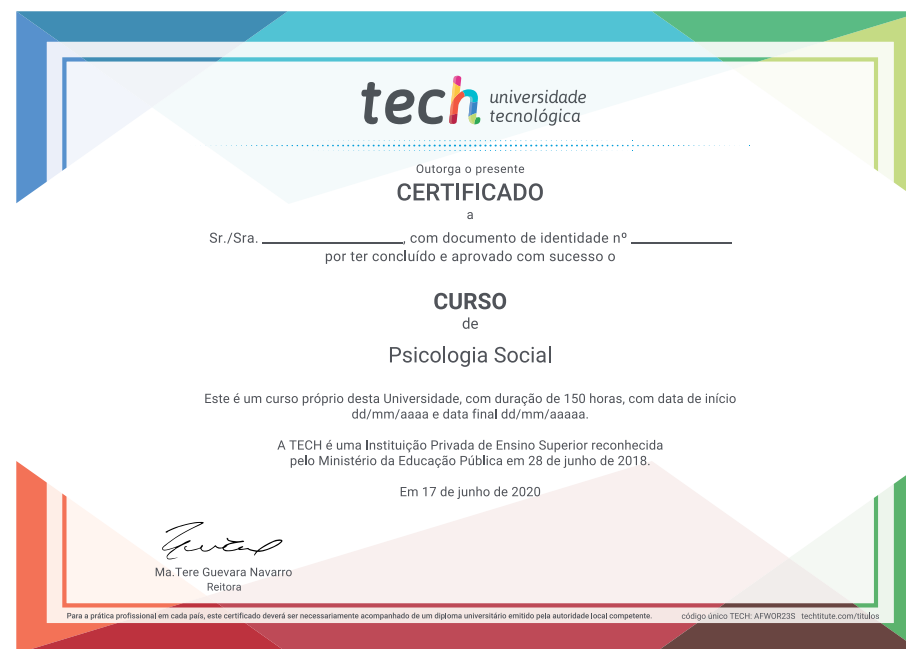 tech universidade
tecnológica
Outorga o presente
CERTIFICADO
a
Sr./Sra. ____________________, com documento de identidade nº ______________
por ter concluído e aprovado com sucesso o
CURSO
de
Psicologia Social
Este é um curso próprio desta Universidade, com duração de 150 horas, com data de início
dd/mm/aaaa e data final dd/mm/aaaaa.
A TECH é uma Instituição Privada de Ensino Superior reconhecida
pelo Ministério da Educação Pública em 28 de junho de 2018.
Em 17 de junho de 2020
Ma.Tere Guevara Navarro
Reitora
Para a prática profissional em cada país, este certificado deverá ser necessariamente acompanhado de um diploma universitário emitido pela autoridade local competente. código único TECH: AFWOR23S techtitute.com/titulos